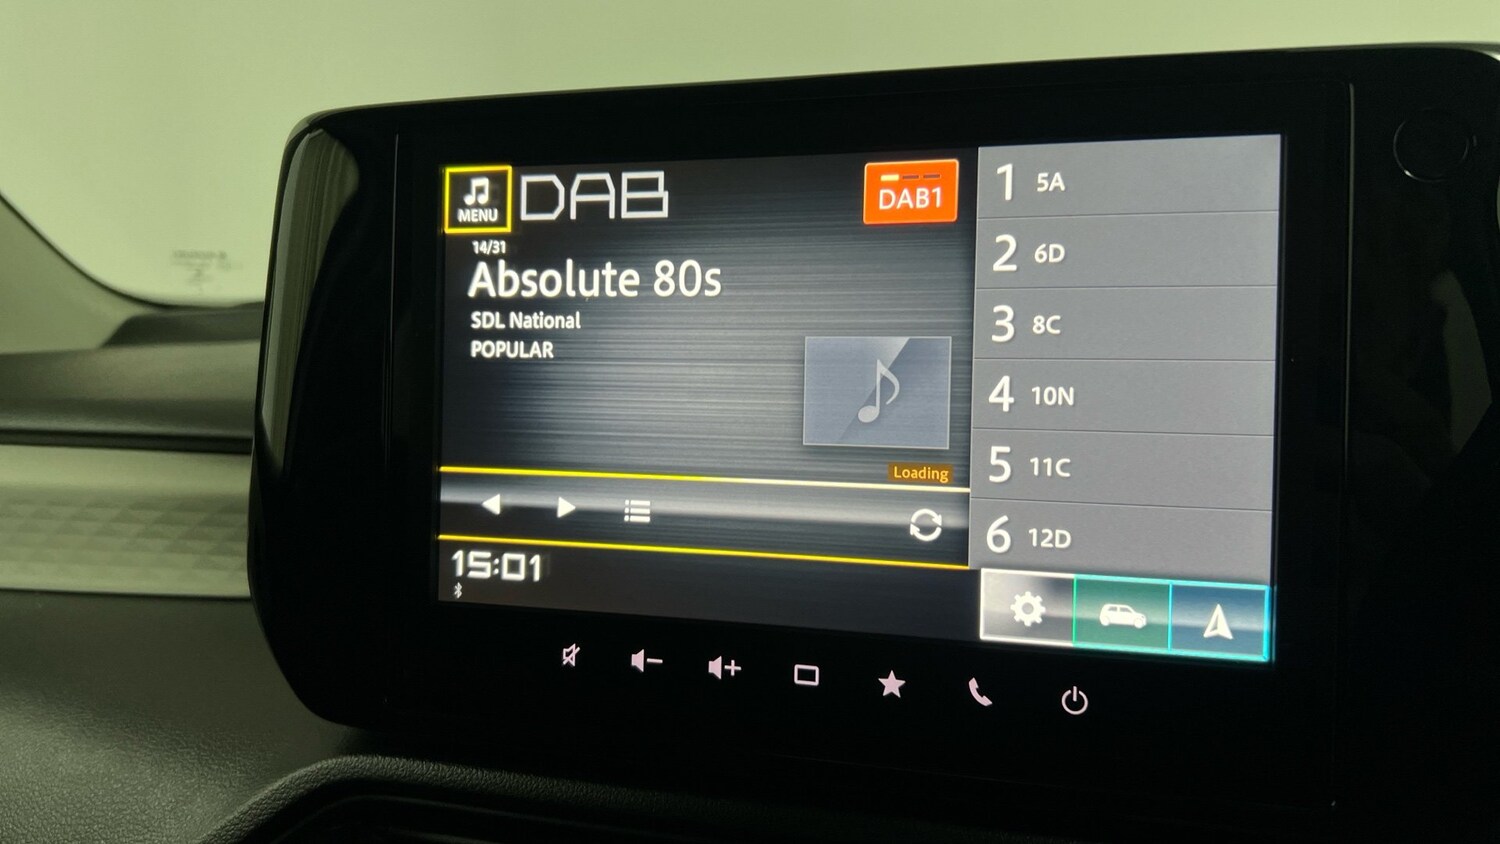 MENU
DAB
DAB1
14/31
Absolute 80s
SDL National
POPULAR
Loading
15:01
1 5A
2 6D
3 8C
4 10N
5 11C
6 12D